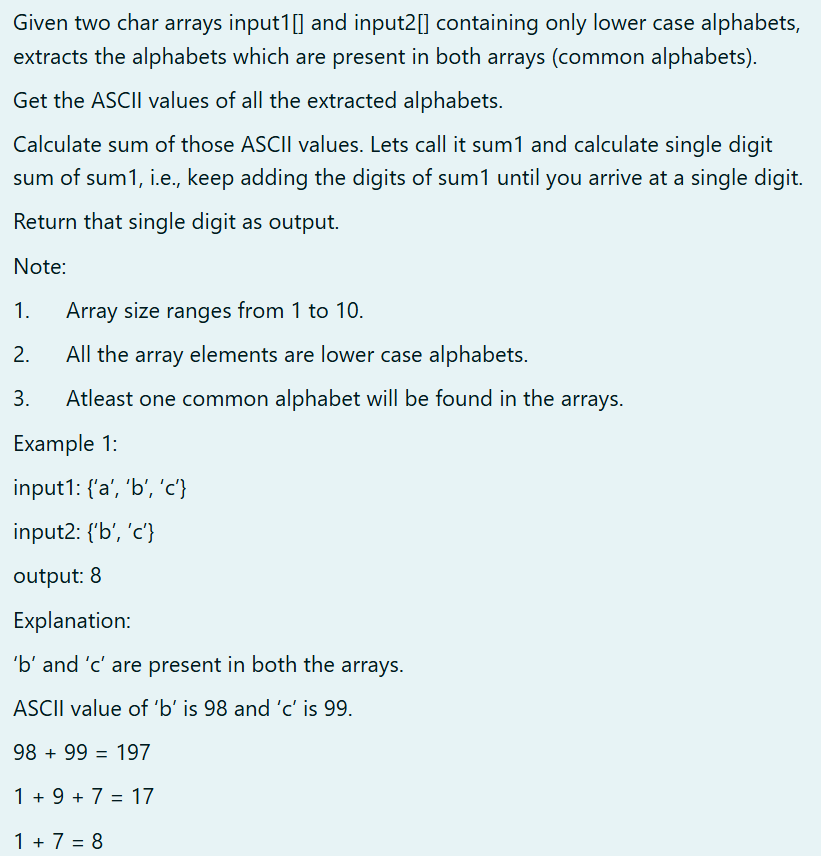 Given two char arrays input1[] and input2[] containing only lower case alphabets,
extracts the alphabets which are present in both arrays (common alphabets).
Get the ASCII values of all the extracted alphabets.
Calculate sum of those ASCII values. Lets call it sum1 and calculate single digit
sum of sum1, i.e., keep adding the digits of sum1 until you arrive at a single digit.
Return that single digit as output.
Note:
1. Array size ranges from 1 to 10.
2. All the array elements are lower case alphabets.
3. Atleast one common alphabet will be found in the arrays.
Example 1:
input1: {‘a’, ‘b’, ‘c’}
input2: {‘b’, ’c’}
output: 8
Explanation:
‘b’ and ‘c’ are present in both the arrays.
ASCII value of ‘b’ is 98 and ‘c’ is 99.
98 + 99 = 197
1 + 9 + 7 = 17
1 + 7 = 8